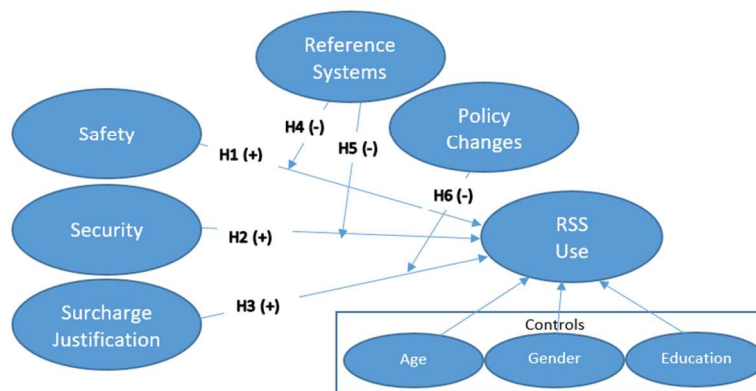 Reference
Systems
Policy
Changes
Safety
H4 (-)
H5 (-)
H1 (+)
H6 (-)
Security
H2 (+)
RSS
Use
Surcharge
Justification
H3 (+)
Controls
Age
Gender
Education